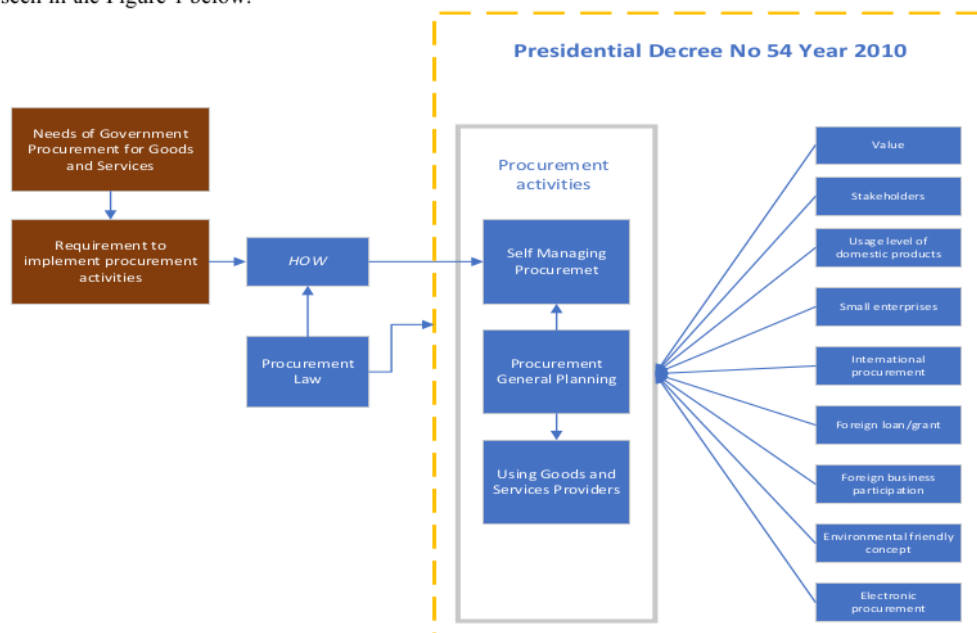 seen in the Figure 1 below:
Presidential Decree No 54 Year 2010
Needs of Government
Procurement for Goods
and Services
Requirement to
implement procurement
activities
HOW
Procurement
Law
Procurement
activities
Self Managing
Procuremet
Procurement
General Planning
Using Goods and
Services Providers
Value
Stakeholders
Usage level of
domestic products
Small enterprises
International
procurement
Foreign loan/grant
Foreign business
participation
Environmental friendly
concept
Electronic
procurement